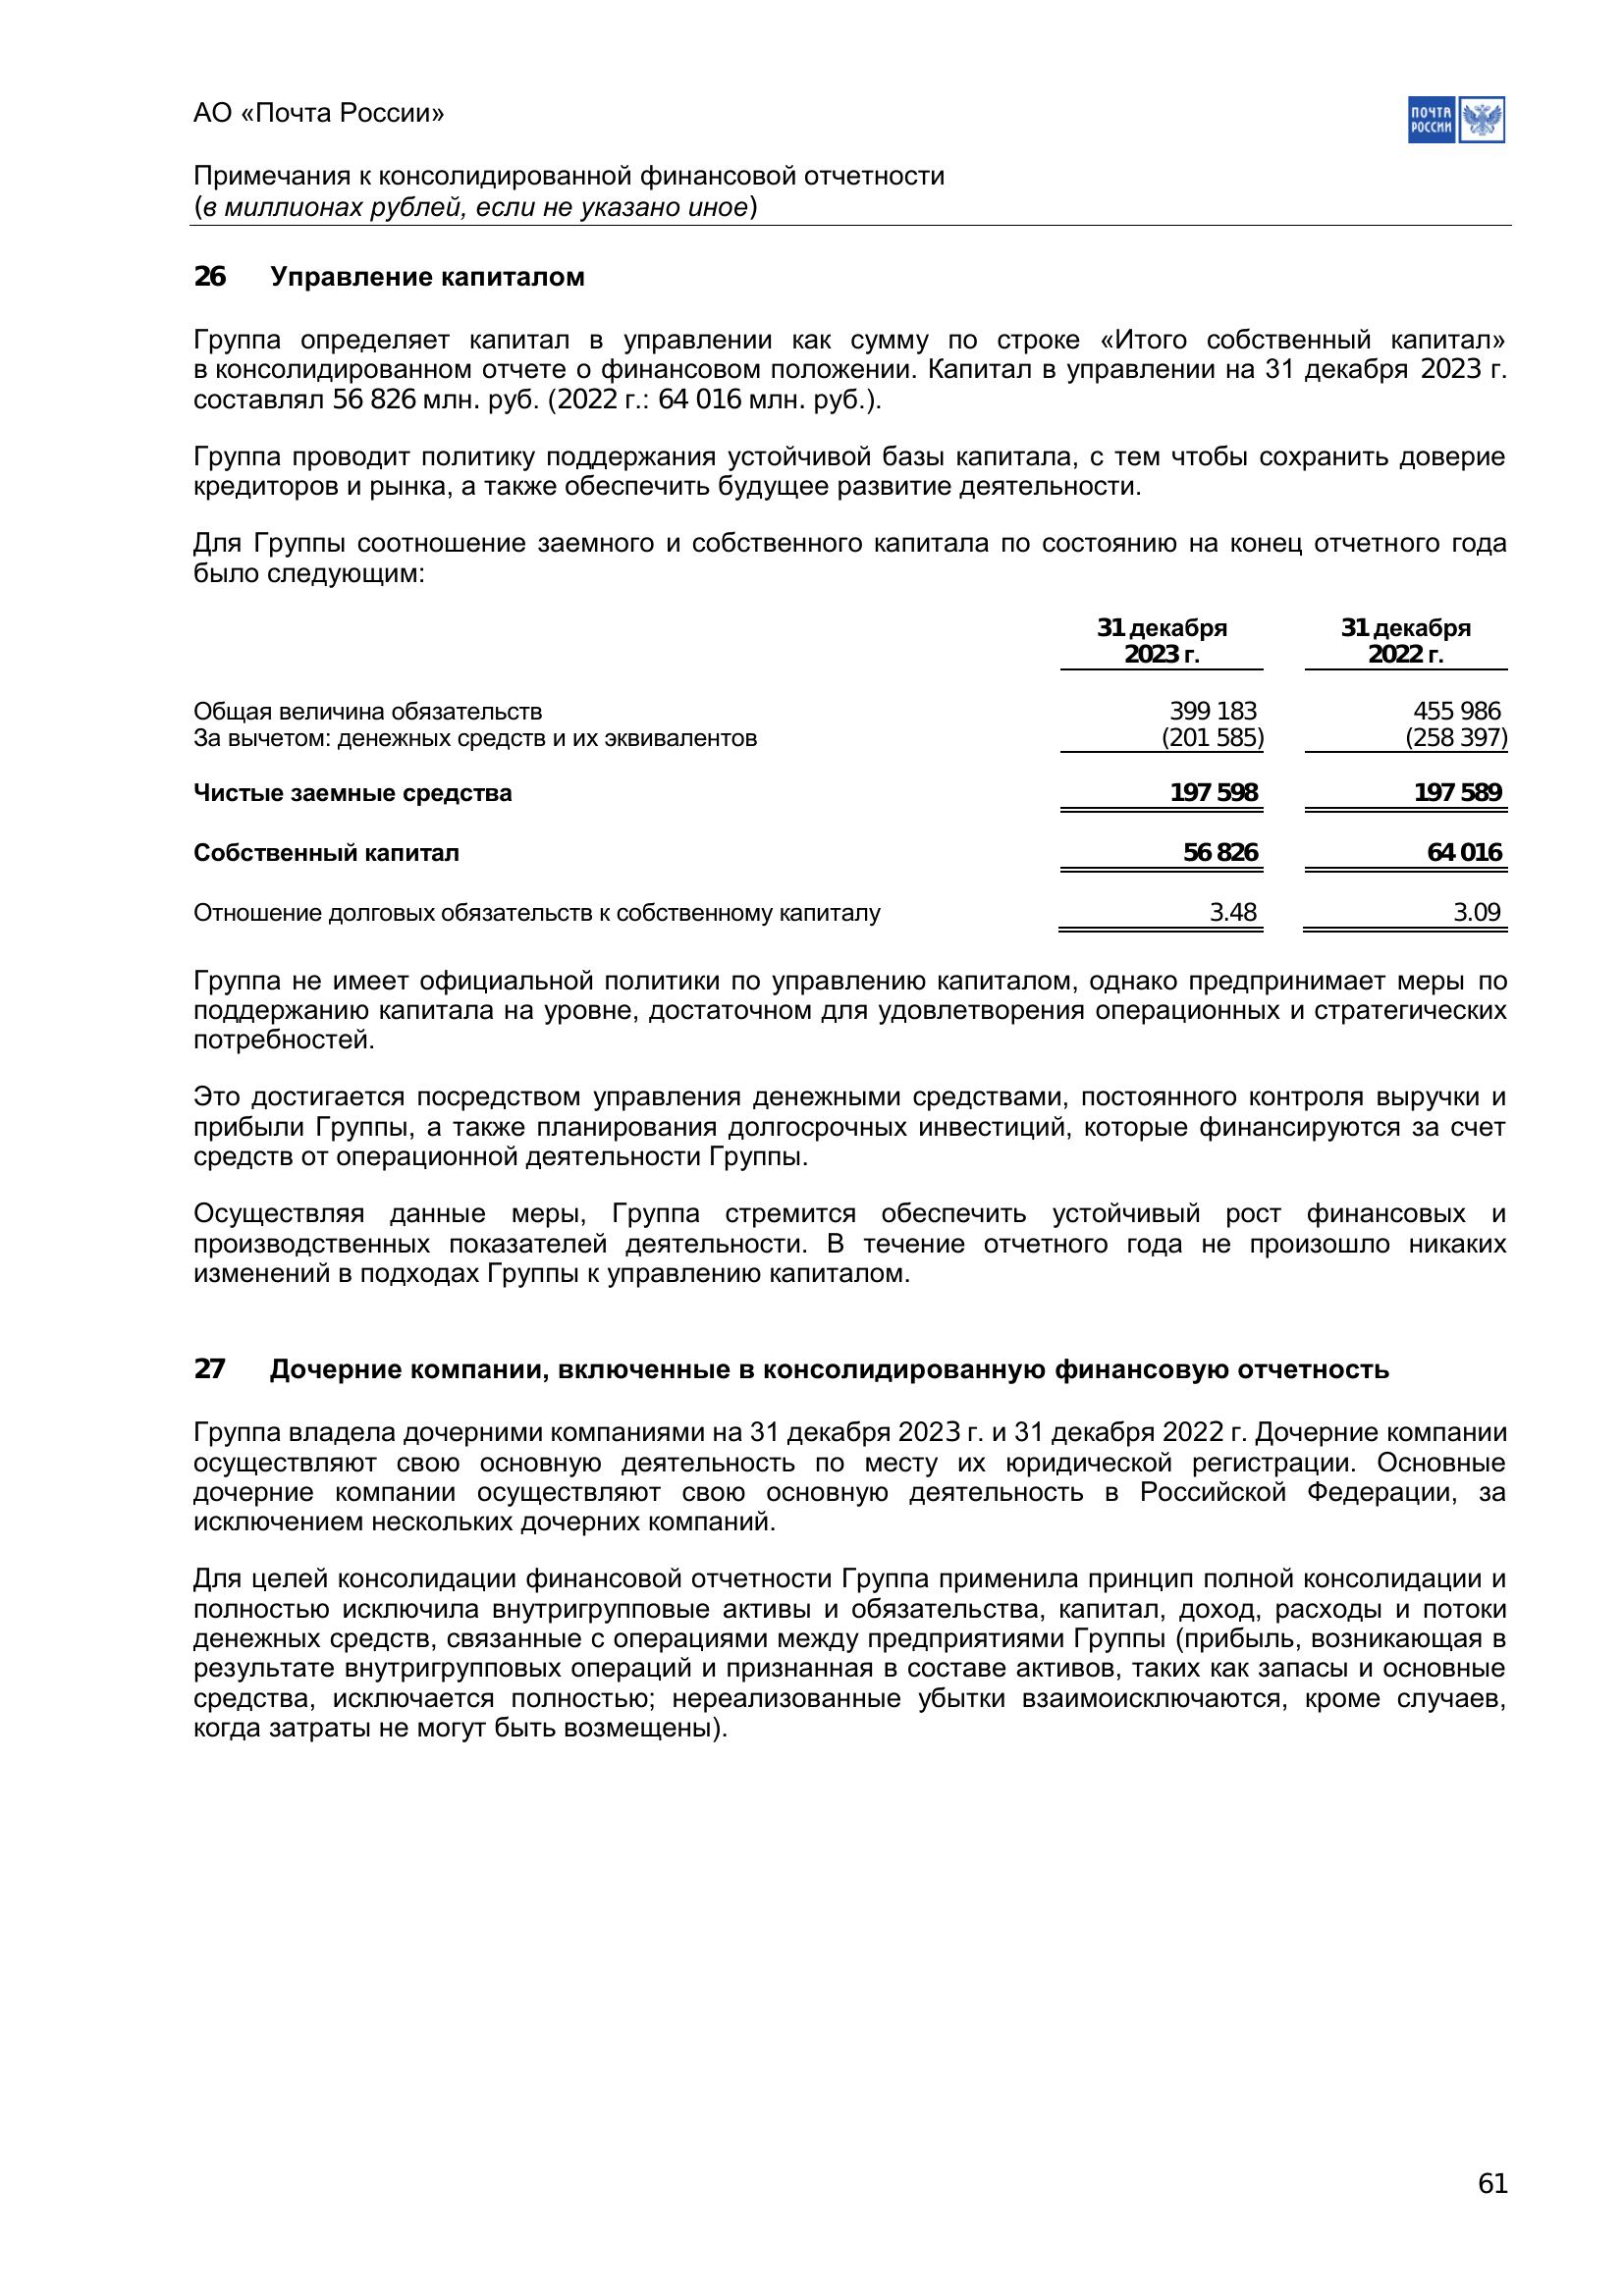 АО «Почта России»
ПОЧТА
РОССИИ
Примечания к консолидированной финансовой отчетности
(в миллионах рублей, если не указано иное)
26 Управление капиталом
Группа определяет капитал в управлении как сумму по строке «Итого собственный капитал»
в консолидированном отчете о финансовом положении. Капитал в управлении на 31 декабря 2023 г.
составлял 56 826 млн. руб. (2022 г.: 64 016 млн. руб.).
Группа проводит политику поддержания устойчивой базы капитала, с тем чтобы сохранить доверие
кредиторов и рынка, а также обеспечить будущее развитие деятельности.
Для Группы соотношение заемного и собственного капитала по состоянию на конец отчетного года
было следующим:
31 декабря 31 декабря
2023 г. 2022 г.
Общая величина обязательств 399 183 455 986
За вычетом: денежных средств и их эквивалентов (201 585) (258 397)
Чистые заемные средства 197 598 197 589
Собственный капитал 56 826 64 016
Отношение долговых обязательств к собственному капиталу 3.48 3.09
Группа не имеет официальной политики по управлению капиталом, однако предпринимает меры по
поддержанию капитала на уровне, достаточном для удовлетворения операционных и стратегических
потребностей.
Это достигается посредством управления денежными средствами, постоянного контроля выручки и
прибыли Группы, а также планирования долгосрочных инвестиций, которые финансируются за счет
средств от операционной деятельности Группы.
Осуществляя данные меры, Группа стремится обеспечить устойчивый рост финансовых и
производственных показателей деятельности. В течение отчетного года не произошло никаких
изменений в подходах Группы к управлению капиталом.
27 Дочерние компании, включенные в консолидированную финансовую отчетность
Группа владела дочерними компаниями на 31 декабря 2023 г. и 31 декабря 2022 г. Дочерние компании
осуществляют свою основную деятельность по месту их юридической регистрации. Основные
дочерние компании осуществляют свою основную деятельность в Российской Федерации, за
исключением нескольких дочерних компаний.
Для целей консолидации финансовой отчетности Группа применила принцип полной консолидации и
полностью исключила внутригрупповые активы и обязательства, капитал, доход, расходы и потоки
денежных средств, связанные с операциями между предприятиями Группы (прибыль, возникающая в
результате внутригрупповых операций и признанная в составе активов, таких как запасы и основные
средства, исключается полностью; нереализованные убытки взаимоисключаются, кроме случаев,
когда затраты не могут быть возмещены).
61